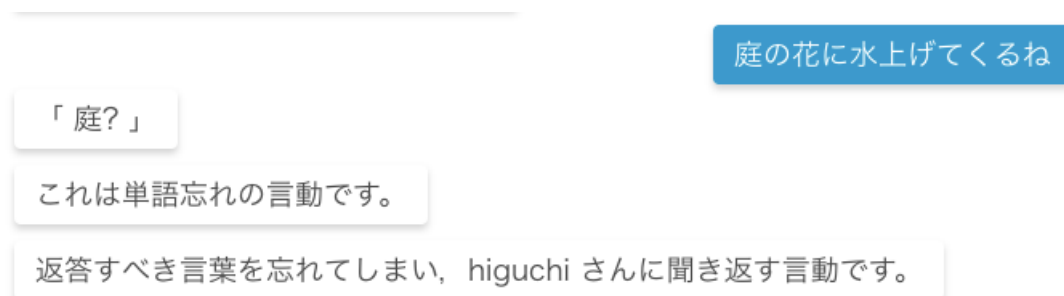 庭の花に水上げてくるね
「 庭? 」
これは単語忘れの言動です。
返答すべき言葉を忘れてしまい，higuchi さんに聞き返す言動です。